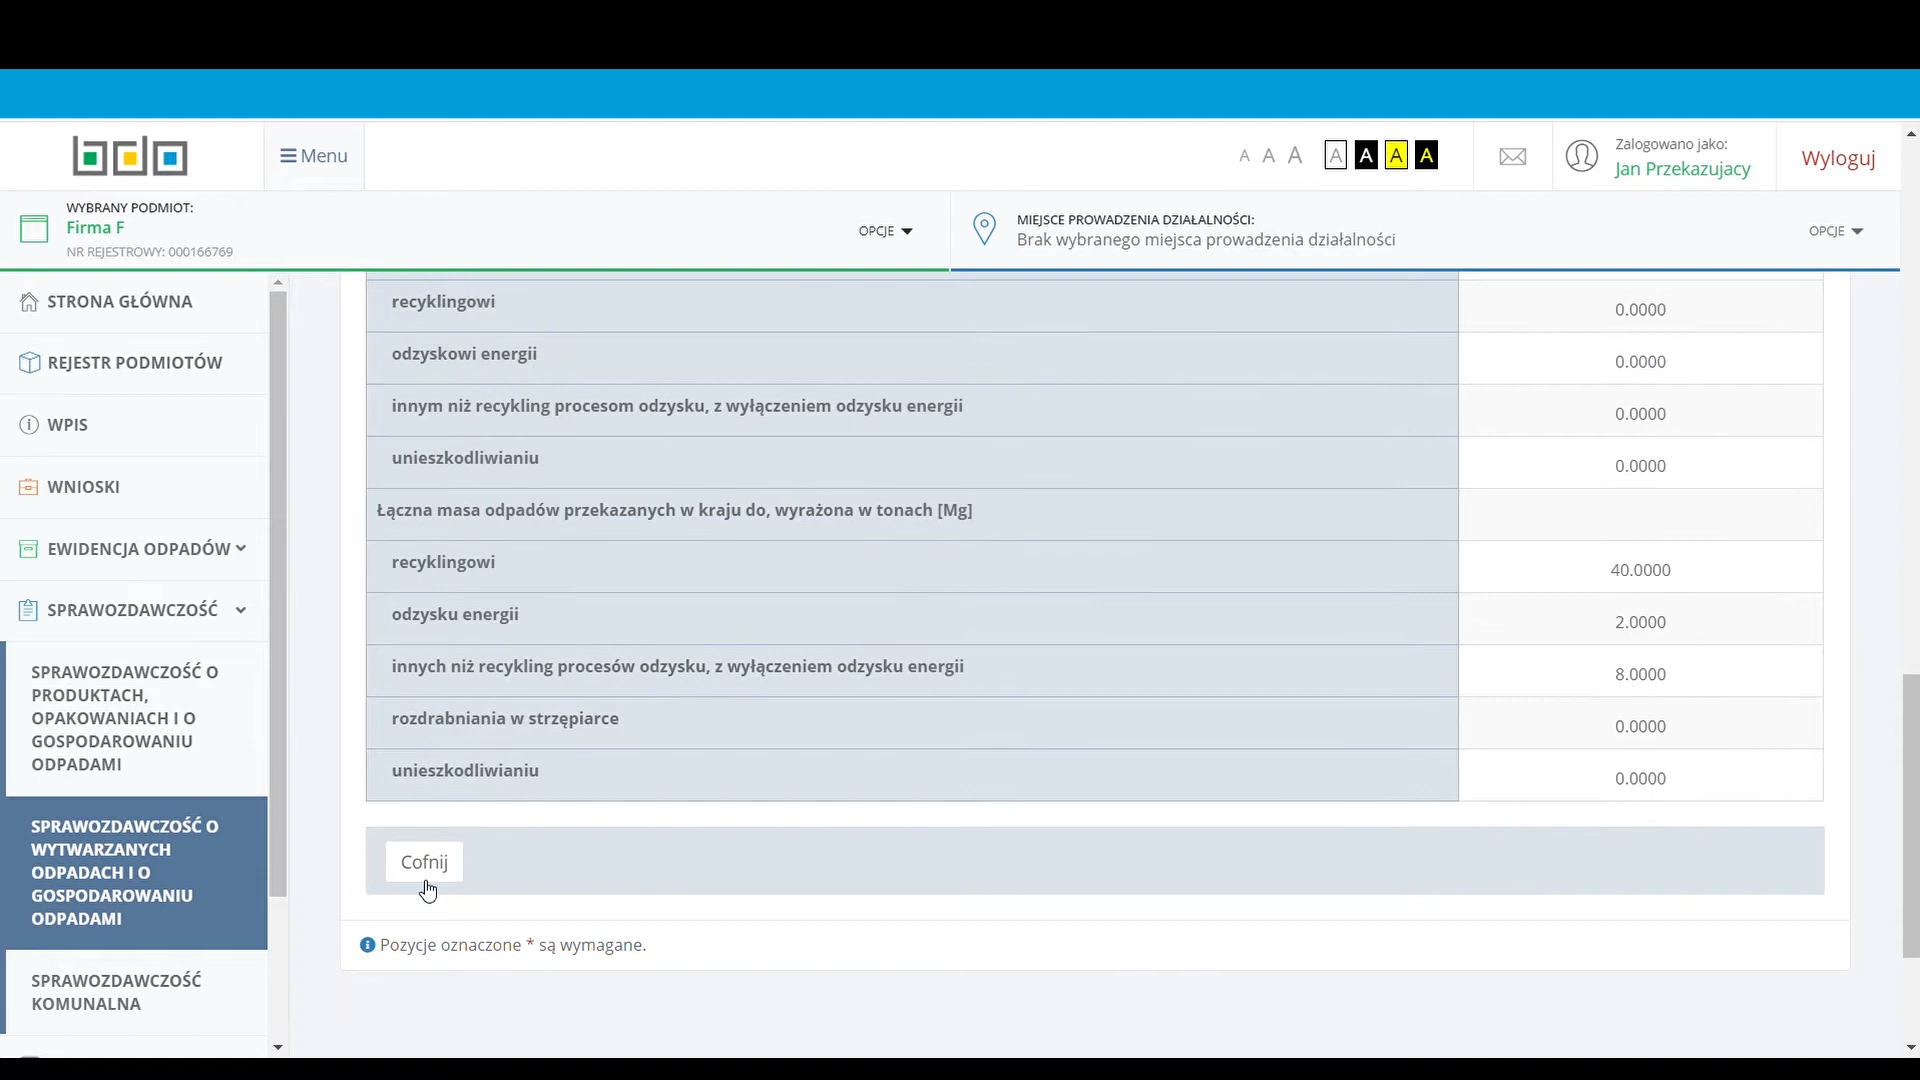 bdo
Menu
A A A A A A A
Zalogowano jako:
Jan Przekazujacy
Wyloguj
WYBRANY PODMIOT:
Firma F
NR REJESTROWY: 000166769
OPCJE
MIEJSCE PROWADZENIA DZIAŁALNOŚCI:
Brak wybranego miejsca prowadzenia działalności
OPCJE
STRONA GŁÓWNA
REJESTR PODMIOTÓW
WPIS
WNIOSKI
EWIDENCJA ODPADÓW
SPRAWOZDAWCZOŚĆ
SPRAWOZDAWCZOŚĆ O
PRODUKTACH,
OPAKOWANIACH I O
GOSPODAROWANIU
ODPADAMI
SPRAWOZDAWCZOŚĆ O
WYTWARZANYCH
ODPADACH I O
GOSPODAROWANIU
ODPADAMI
SPRAWOZDAWCZOŚĆ
KOMUNALNA
recyklingowi 0.0000
odzyskowi energii 0.0000
innym niż recykling procesom odzysku, z wyłączeniem odzysku energii 0.0000
unieszkodliwianiu 0.0000
Łączna masa odpadów przekazanych w kraju do, wyrażona w tonach [Mg]
recyklingowi 40.0000
odzysku energii 2.0000
innych niż recykling procesów odzysku, z wyłączeniem odzysku energii 8.0000
rozdrabniania w strzępiarce 0.0000
unieszkodliwianiu 0.0000
Cofnij
Pozycje oznaczone * są wymagane.